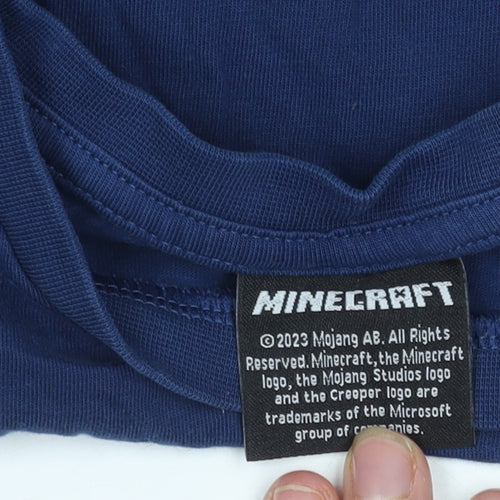 MINECRAFT
©2023 Mojang AB. All Rights
Reserved. Minecraft, the Minecraft
logo, the Mojang Studios logo
and the Creeper logo are
trademarks of the Microsoft
group of companies.